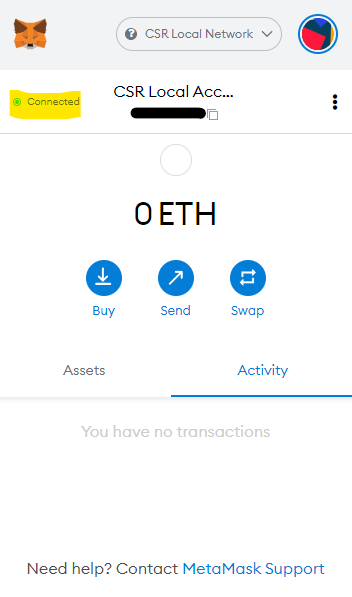 CSR Local Network
Connected
CSR Local Acc...
0 ETH
Buy
Send
Swap
Assets
Activity
You have no transactions
Need help? Contact MetaMask Support